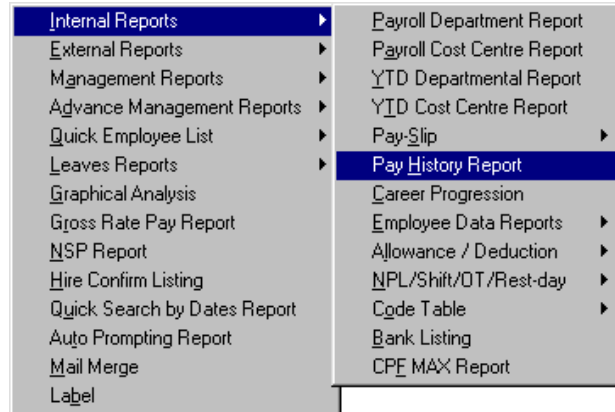 Internal Reports
External Reports
Management Reports
Advance Management Reports
Quick Employee List
Leaves Reports
Graphical Analysis
Gross Rate Pay Report
NSP Report
Hire Confirm Listing
Quick Search by Dates Report
Auto Prompting Report
Mail Merge
Label
Payroll Department Report
Payroll Cost Centre Report
YTD Departmental Report
YTD Cost Centre Report
Pay-Slip
Pay History Report
Career Progression
Employee Data Reports
Allowance / Deduction
NPL/Shift/OT/Rest-day
Code Table
Bank Listing
CPF MAX Report